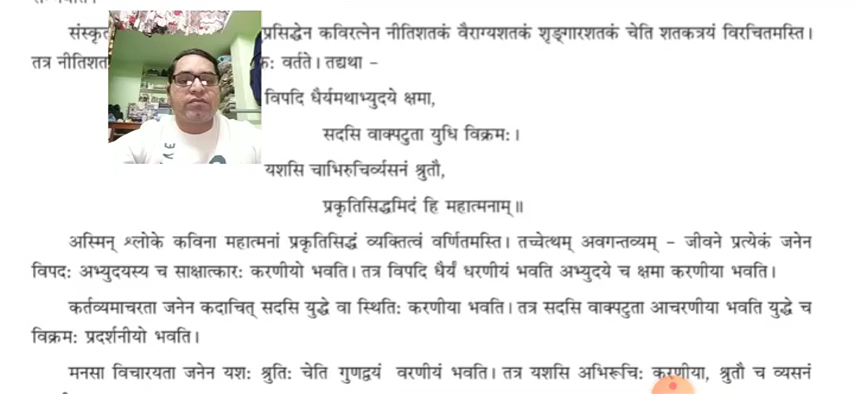 संस्कृत प्रसिद्धेन कविरत्नेन नीतिशतकं वैराग्यशतकं शृङ्गारशतकं चेति शतकत्रयं विरचितमस्ति।
तत्र नीतिशत कः वर्तते। तद्यथा –
विपदि धैर्यमथाभ्युदये क्षमा,
सदसि वाक्पटुता युधि विक्रमः।
यशसि चाभिरुचिर्व्यसनं श्रुतौ,
प्रकृतिसिद्धमिदं हि महात्मनाम्॥
अस्मिन् श्लोके कविना महात्मनां प्रकृतिसिद्धं व्यक्तित्वं वर्णितमस्ति। तच्चेत्थम् अवगन्तव्यम् – जीवने प्रत्येकं जनेन
विपदः अभ्युदयस्य च साक्षात्कारः करणीयो भवति। तत्र विपदि धैर्यं धरणीयं भवति अभ्युदये च क्षमा करणीया भवति।
कर्तव्यमाचरता जनेन कदाचित् सदसि युद्धे वा स्थितिः करणीया भवति। तत्र सदसि वाक्पटुता आचरणीया भवति युद्धे च
विक्रमः प्रदर्शनीयो भवति।
मनसा विचारयता जनेन यशः श्रुतिः चेति गुणद्वयं वरणीयं भवति। तत्र यशसि अभिरूचिः करणीया, श्रुतौ च व्यसनं